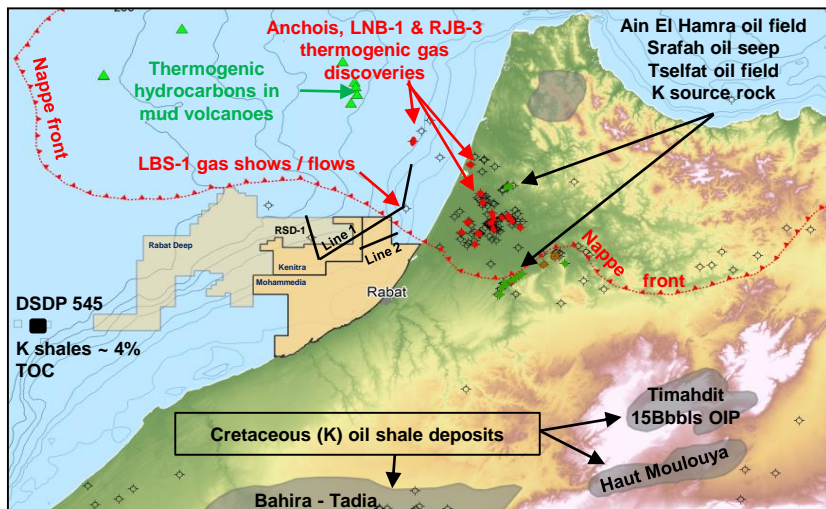 200
Anchois, LNB-1 & RJB-3
thermogenic gas
discoveries
Ain El Hamra oil field
Srafah oil seep
Tselfat oil field
K source rock
Thermogenic
hydrocarbons in
mud volcanoes
Nappe front
LBS-1 gas shows / flows
Rabat Deep
RSD-1
Line 1
Line 2
Kenitra
Mohammedia
Rabat
Nappe
front
DSDP 545
K shales ~ 4%
TOC
Cretaceous (K) oil shale deposits
Timahdit
15Bbbls OIP
Haut Moulouya
Bahira - Tadia